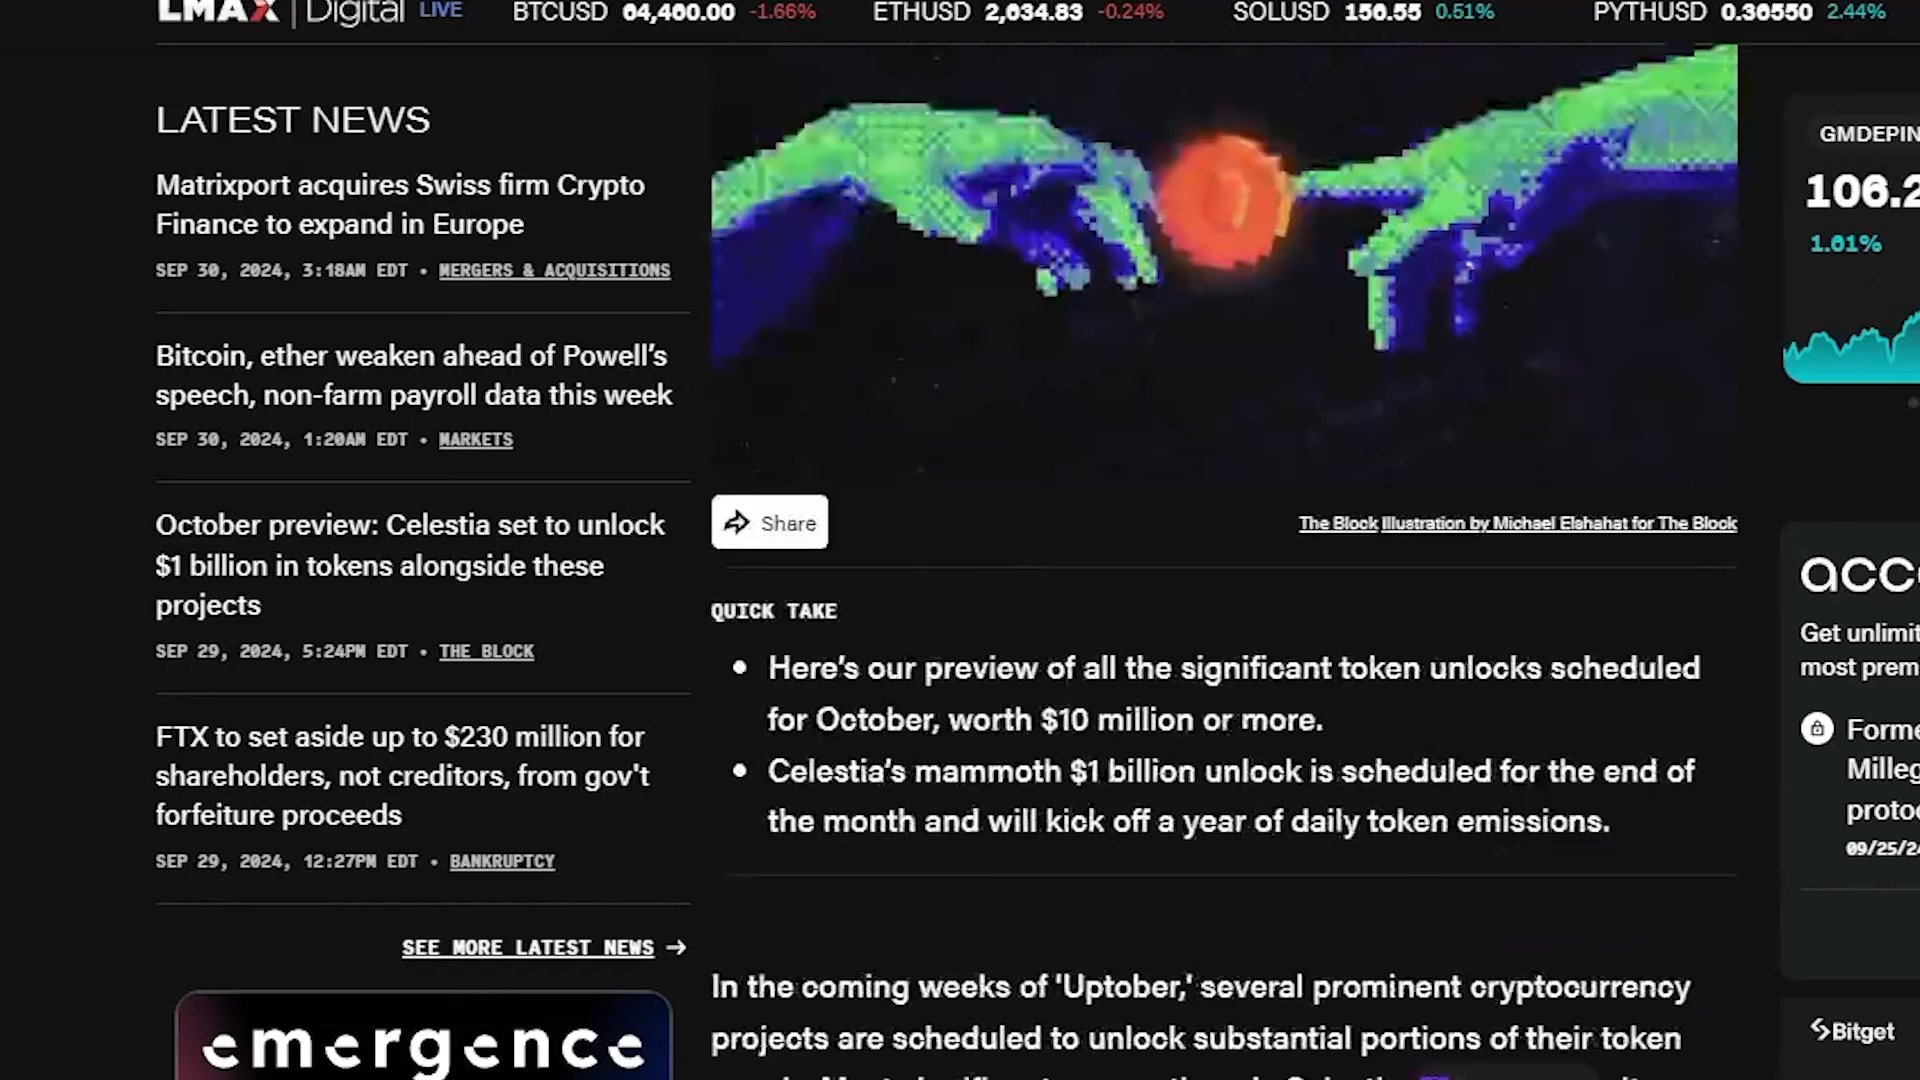 LMAX Digital LIVE BTCUSD 64,460.00 -1.66% ETHUSD 2,634.83 -0.24% SOLUSD 156.55 0.51% PYTHUSD 0.36550 2.44%
LATEST NEWS
Matrixport acquires Swiss firm Crypto
Finance to expand in Europe
SEP 30, 2024, 3:18AM EDT • MERGERS & ACQUISITIONS
Bitcoin, ether weaken ahead of Powell’s
speech, non-farm payroll data this week
SEP 30, 2024, 1:20AM EDT • MARKETS
October preview: Celestia set to unlock
$1 billion in tokens alongside these
projects
SEP 29, 2024, 5:24PM EDT • THE BLOCK
FTX to set aside up to $230 million for
shareholders, not creditors, from gov't
forfeiture proceeds
SEP 29, 2024, 12:27PM EDT • BANKRUPTCY
SEE MORE LATEST NEWS →
emergence
Share
The Block Illustration by Michael Elshahat for The Block
QUICK TAKE
• Here’s our preview of all the significant token unlocks scheduled
for October, worth $10 million or more.
• Celestia’s mammoth $1 billion unlock is scheduled for the end of
the month and will kick off a year of daily token emissions.
In the coming weeks of 'Uptober,' several prominent cryptocurrency
projects are scheduled to unlock substantial portions of their token
GMDEPIN
106.2
1.61%
acc
Get unlimit
most prem
Forme
Milleg
protoc
09/25/24
Bitget